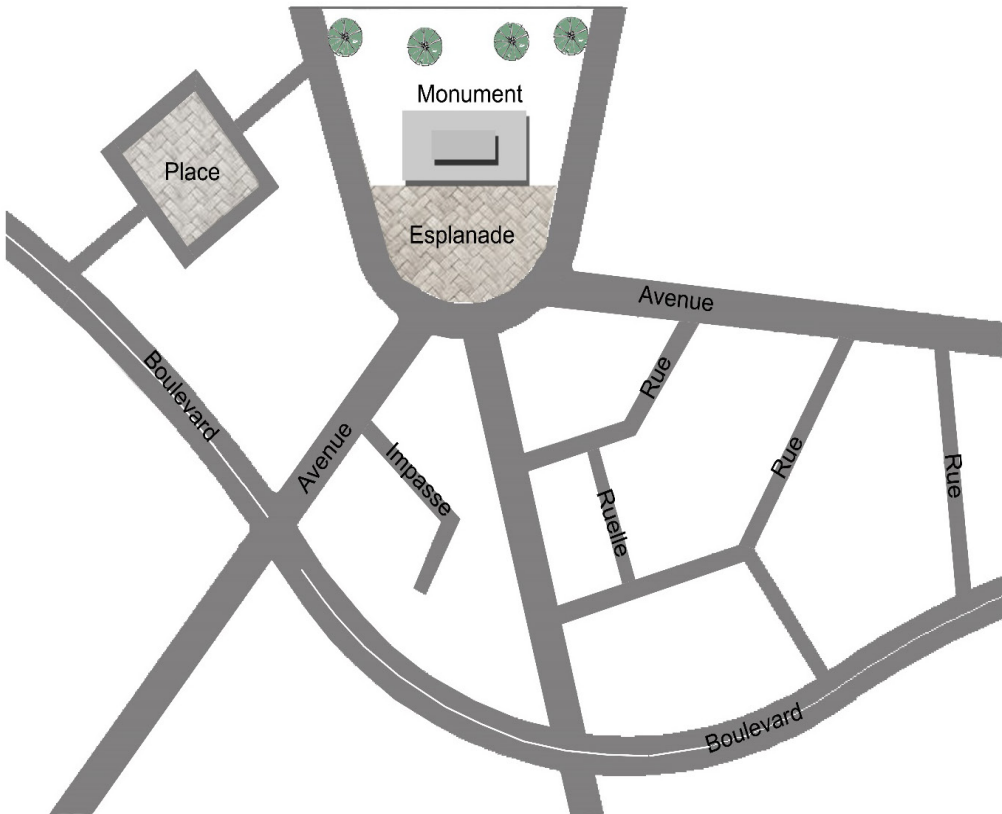 Monument
Place
Esplanade
Avenue
Boulevard
Rue
Avenue
Impasse
Rue
Rue
Ruelle
Boulevard